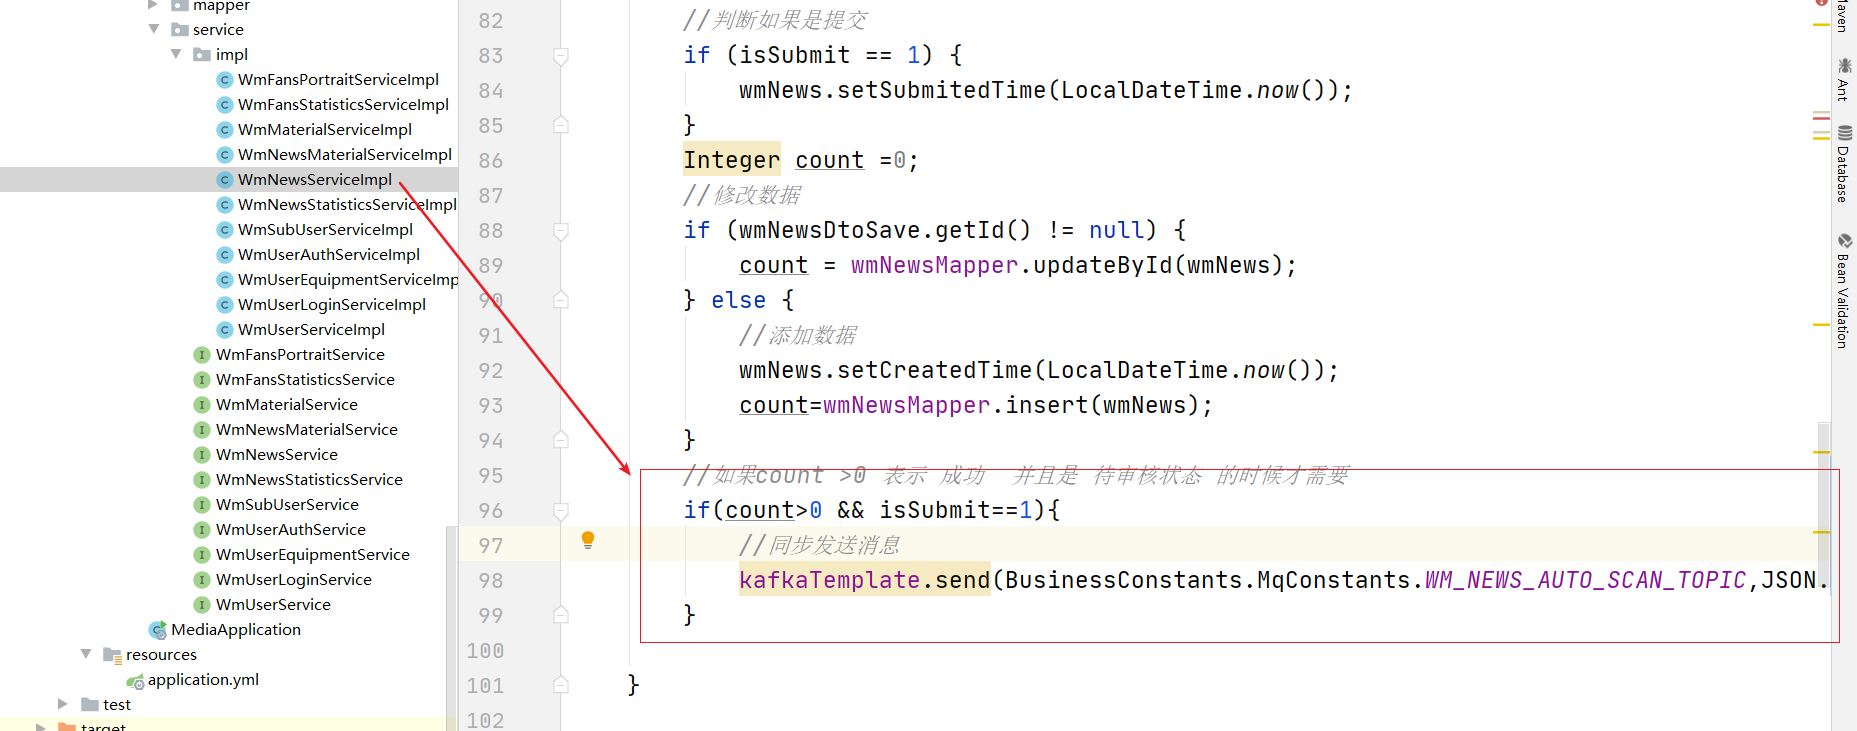 mapper
service
impl
WmFansPortraitServiceImpl
WmFansStatisticsServiceImpl
WmMaterialServiceImpl
WmNewsMaterialServiceImpl
WmNewsServiceImpl
WmNewsStatisticsServiceImpl
WmSubUserServiceImpl
WmUserAuthServiceImpl
WmUserEquipmentServiceImp
WmUserLoginServiceImpl
WmUserServiceImpl
WmFansPortraitService
WmFansStatisticsService
WmMaterialService
WmNewsMaterialService
WmNewsService
WmNewsStatisticsService
WmSubUserService
WmUserAuthService
WmUserEquipmentService
WmUserLoginService
WmUserService
MediaApplication
resources
application.yml
test
target
82 //判断如果是提交
83 if (isSubmit == 1) {
84 wmNews.setSubmitedTime(LocalDateTime.now());
85 }
86 Integer count =0;
87 //修改数据
88 if (wmNewsDtoSave.getId() != null) {
89 count = wmNewsMapper.updateById(wmNews);
90 } else {
91 //添加数据
92 wmNews.setCreatedTime(LocalDateTime.now());
93 count=wmNewsMapper.insert(wmNews);
94 }
95 //如果count >0 表示 成功 并且是 待审核状态 的时候才需要
96 if(count>0 && isSubmit==1){
97 //同步发送消息
98 kafkaTemplate.send(BusinessConstants.MqConstants.WM_NEWS_AUTO_SCAN_TOPIC,JSON.
99 }
100
101 }
102
Maven
Ant
Database
Bean Validation